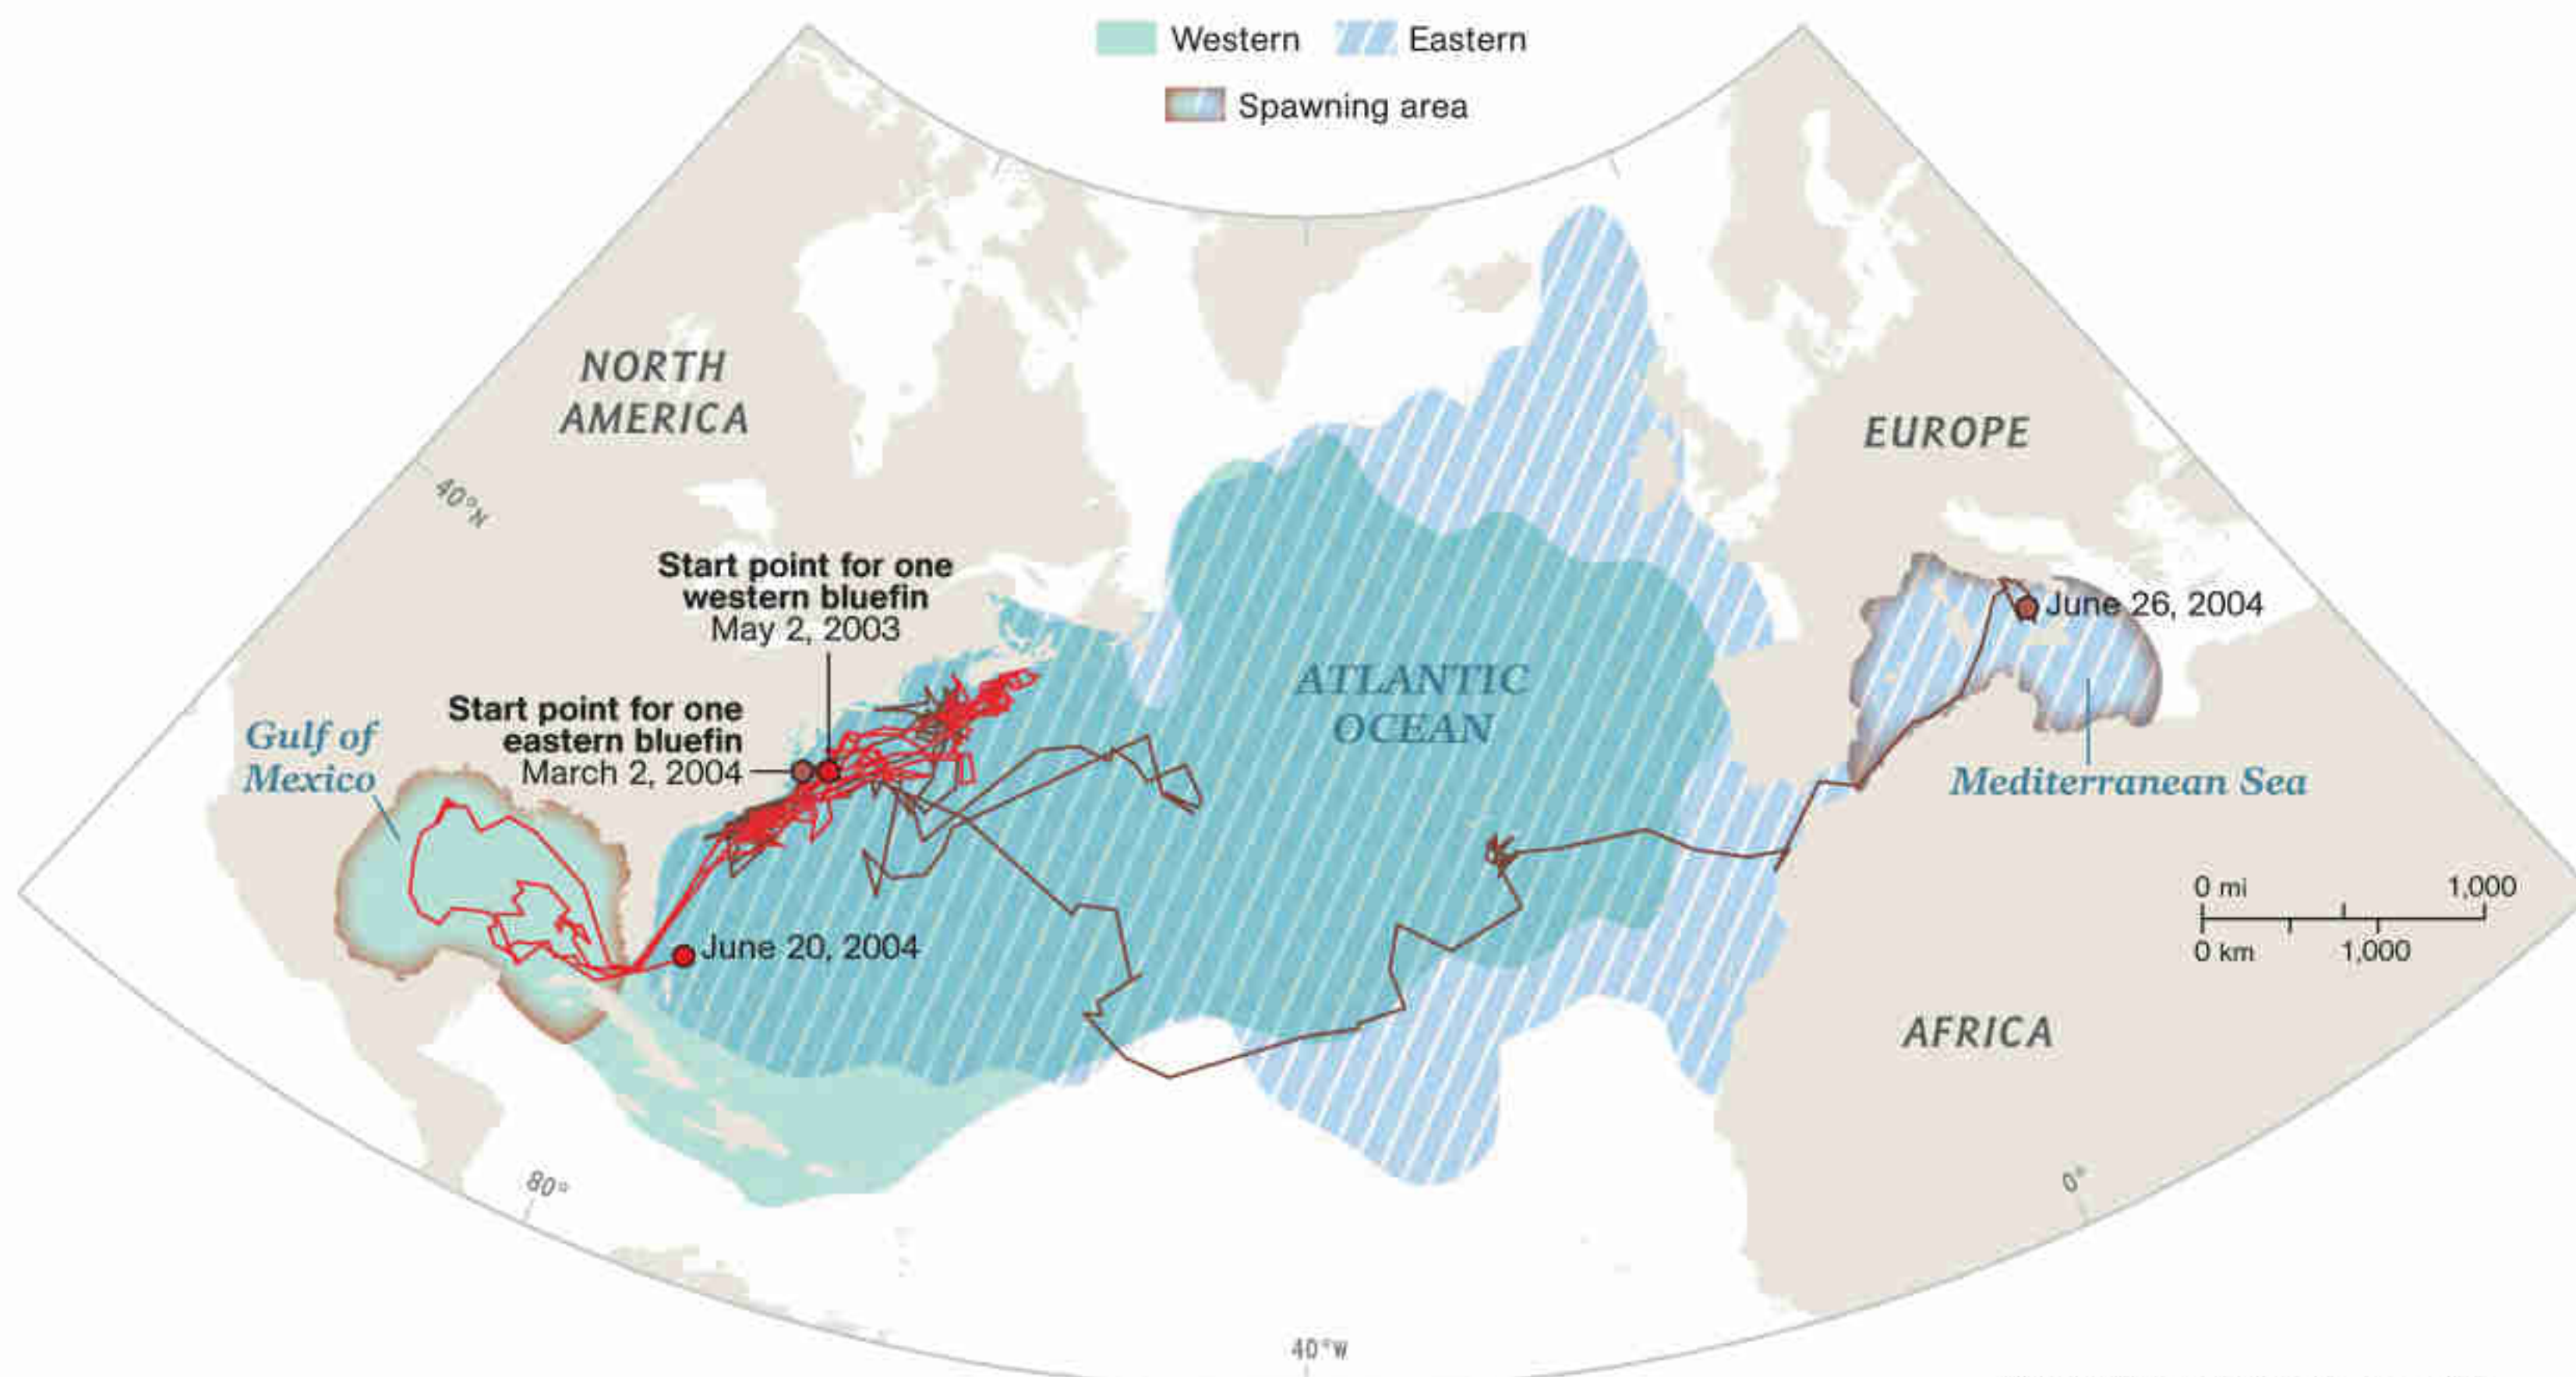 Western
Eastern
Spawning area
NORTH
AMERICA
EUROPE
40°N
Start point for one
western bluefin
May 2, 2003
June 26, 2004
ATLANTIC
OCEAN
Start point for one
eastern bluefin
March 2, 2004
Gulf of
Mexico
Mediterranean Sea
0 mi 1,000
0 km 1,000
June 20, 2004
AFRICA
80°
0°
40°W